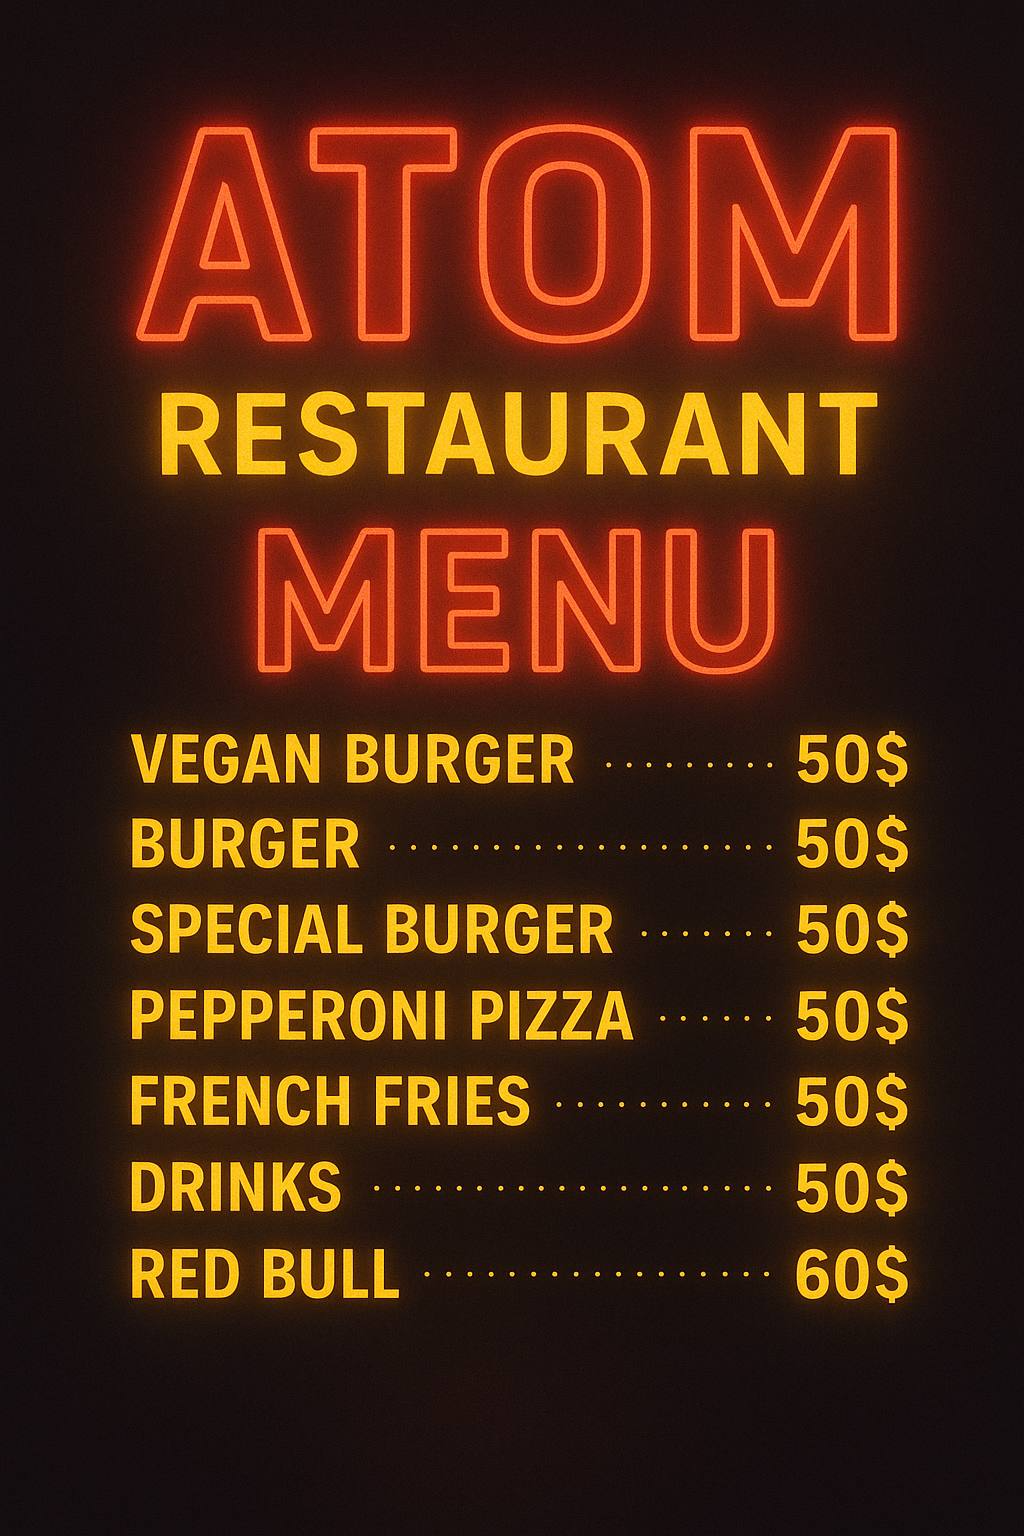 ATOM
RESTAURANT
MENU
VEGAN BURGER ········· 50$
BURGER ··················· 50$
SPECIAL BURGER ······· 50$
PEPPERONI PIZZA ······ 50$
FRENCH FRIES ··········· 50$
DRINKS ···················· 50$
RED BULL ················· 60$